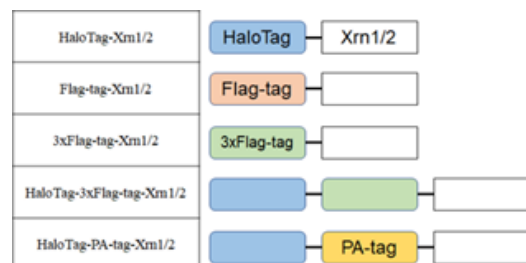 HaloTag-Xrn1/2 HaloTag Xrn1/2
Flag-tag-Xrn1/2 Flag-tag
3xFlag-tag-Xrn1/2 3xFlag-tag
HaloTag-3xFlag-tag-Xrn1/2
HaloTag-PA-tag-Xrn1/2 PA-tag